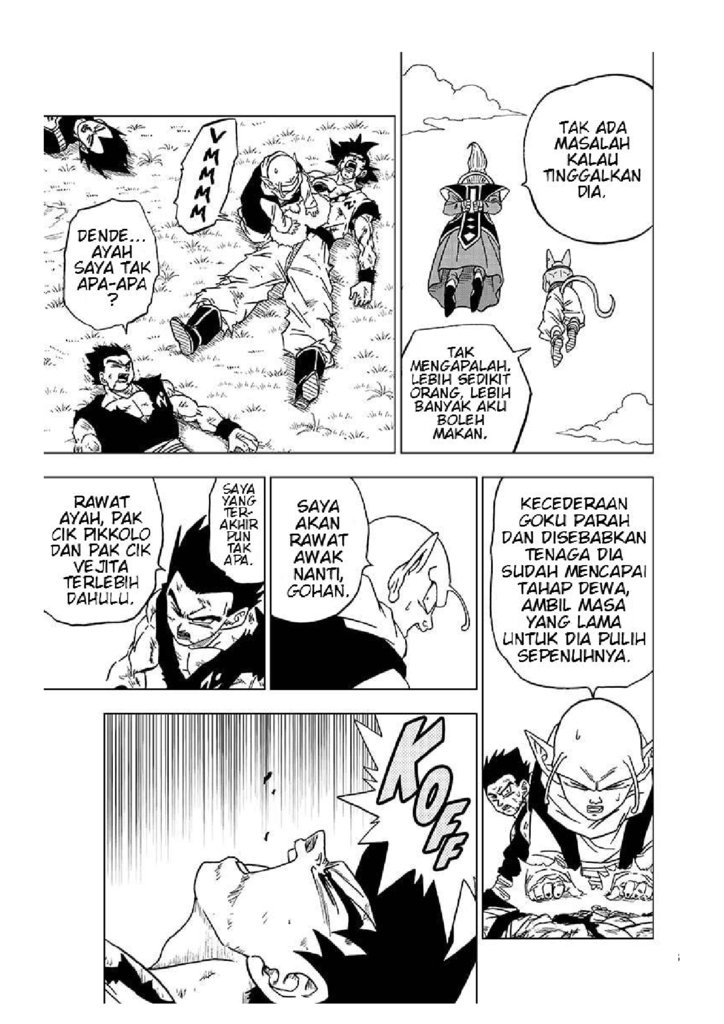 TAK ADA
MASALAH
KALAU
TINGGALKAN
DIA.
TAK
MENGAPALAH.
LEBIH SEDIKIT
ORANG, LEBIH
BANYAK AKU
BOLEH
MAKAN.
VMMMM
DENDE...
AYAH
SAYA TAK
APA-APA
?
KECEDERAAN
GOKU PARAH
DAN DISEBABKAN
TENAGA DIA
SUDAH MENCAPAI
TAHAP DEWA,
AMBIL MASA
YANG LAMA
UNTUK DIA PULIH
SEPENUHNYA.
SAYA
AKAN
RAWAT
AWAK
NANTI,
GOHAN.
SAYA
YANG
TER-
AKHIR
PUN
TAK
APA.
RAWAT
AYAH, PAK
CIK PIKKOLO
DAN PAK CIK
VEJITA
TERLEBIH
DAHULU.
KOFF